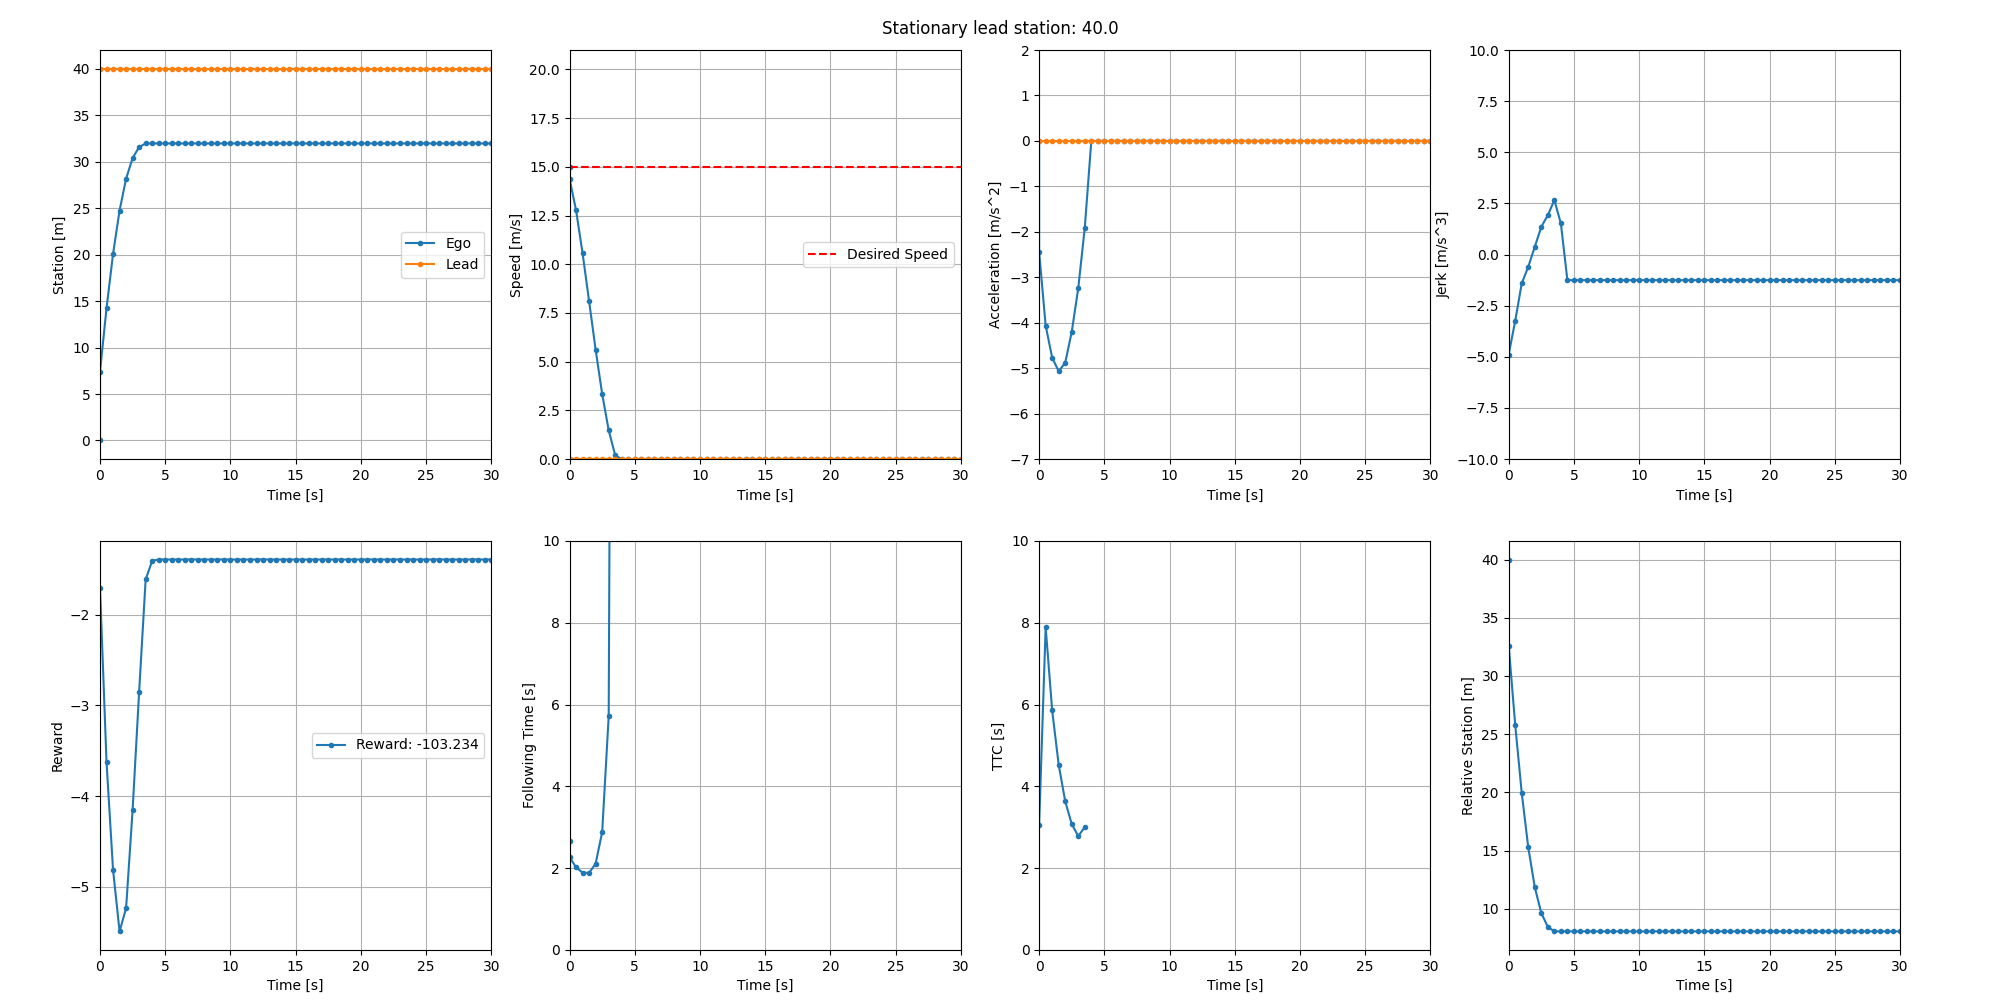 Stationary lead station: 40.0
40
35
30
25
20
15
10
5
0
Station [m]
Ego
Lead
0 5 10 15 20 25 30
Time [s]
20.0
17.5
15.0
12.5
10.0
7.5
5.0
2.5
0.0
Speed [m/s]
Desired Speed
0 5 10 15 20 25 30
Time [s]
2
1
0
−1
−2
−3
−4
−5
−6
−7
Acceleration [m/s^2]
0 5 10 15 20 25 30
Time [s]
10.0
7.5
5.0
2.5
0.0
−2.5
−5.0
−7.5
−10.0
Jerk [m/s^3]
0 5 10 15 20 25 30
Time [s]
−2
−3
−4
−5
Reward
Reward: -103.234
0 5 10 15 20 25 30
Time [s]
10
8
6
4
2
0
Following Time [s]
0 5 10 15 20 25 30
Time [s]
10
8
6
4
2
0
TTC [s]
0 5 10 15 20 25 30
Time [s]
40
35
30
25
20
15
10
Relative Station [m]
0 5 10 15 20 25 30
Time [s]